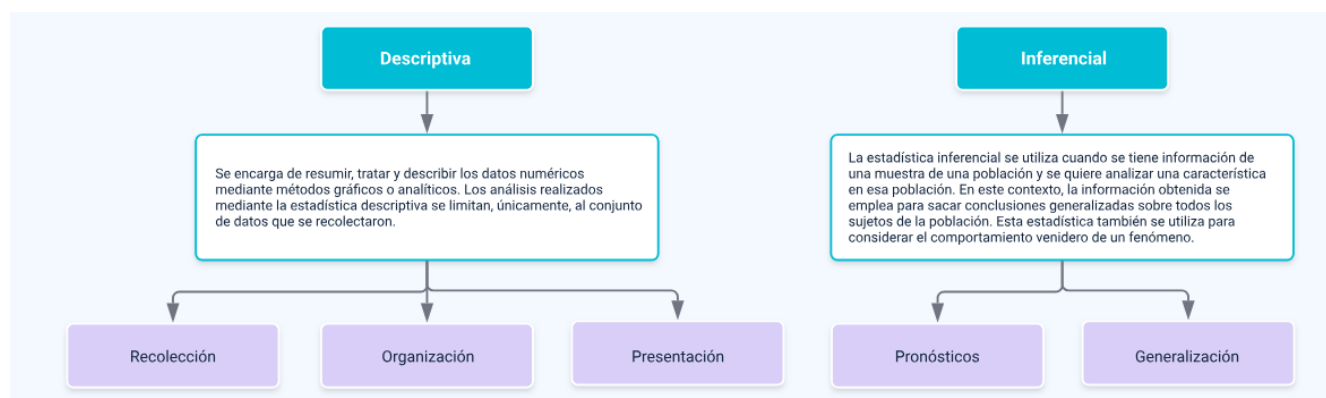 Descriptiva
Se encarga de resumir, tratar y describir los datos numéricos
mediante métodos gráficos o analíticos. Los análisis realizados
mediante la estadística descriptiva se limitan, únicamente, al conjunto
de datos que se recolectaron.
Recolección
Organización
Presentación
Inferencial
La estadística inferencial se utiliza cuando se tiene información de
una muestra de una población y se quiere analizar una característica
en esa población. En este contexto, la información obtenida se
emplea para sacar conclusiones generalizadas sobre todos los
sujetos de la población. Esta estadística también se utiliza para
considerar el comportamiento venidero de un fenómeno.
Pronósticos
Generalización